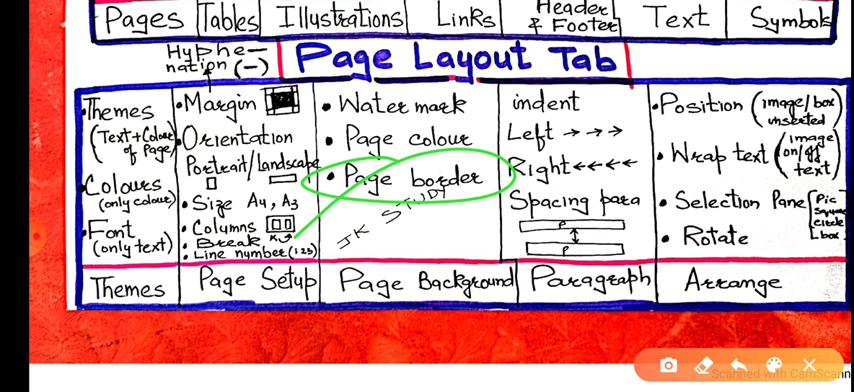 Pages Tables Illustrations Links Header & Footer Text Symbols
Hyphe-
nation (-)
Page Layout Tab
• Themes
(Text + Colour
of Page)
• Colours
(only colour)
• Font
(only text)
Themes
• Margin
• Orientation
Portrait/Landscape
• Size A4, A3
• Columns
• Break
• Line number (123)
Page Setup
• Water mark
• Page colour
• Page border
JK STUDY
Page Background
indent
Left → → →
Right ← ← ← ←
Spacing para
P
P
Paragraph
• Position (image/box
inserted)
• Wrap text (image
on/off
text)
• Selection Pane [Pic
Square
Circle
box]
• Rotate
Arrange
Scanned with CamScann